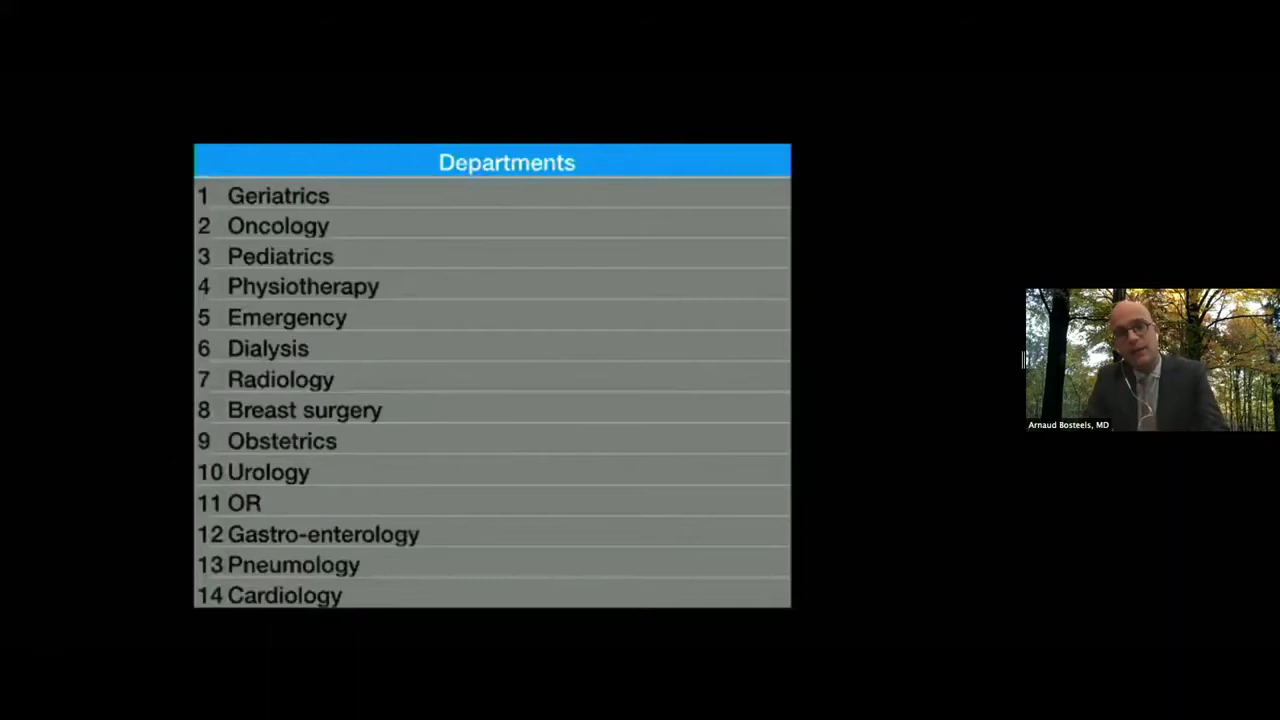 Departments
1 Geriatrics
2 Oncology
3 Pediatrics
4 Physiotherapy
5 Emergency
6 Dialysis
7 Radiology
8 Breast surgery
9 Obstetrics
10 Urology
11 OR
12 Gastro-enterology
13 Pneumology
14 Cardiology
Arnaud Bosteels, MD